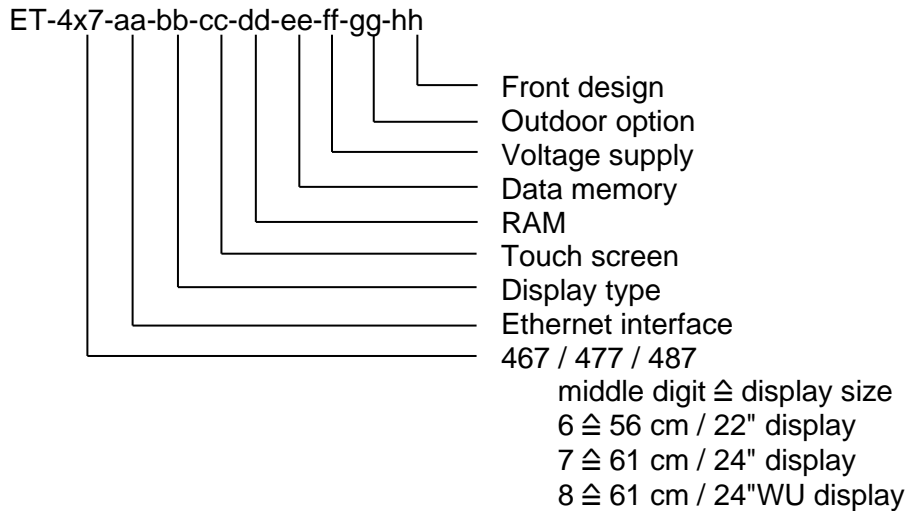 ET-4x7-aa-bb-cc-dd-ee-ff-gg-hh
Front design
Outdoor option
Voltage supply
Data memory
RAM
Touch screen
Display type
Ethernet interface
467 / 477 / 487
middle digit ≙ display size
6 ≙ 56 cm / 22" display
7 ≙ 61 cm / 24" display
8 ≙ 61 cm / 24"WU display